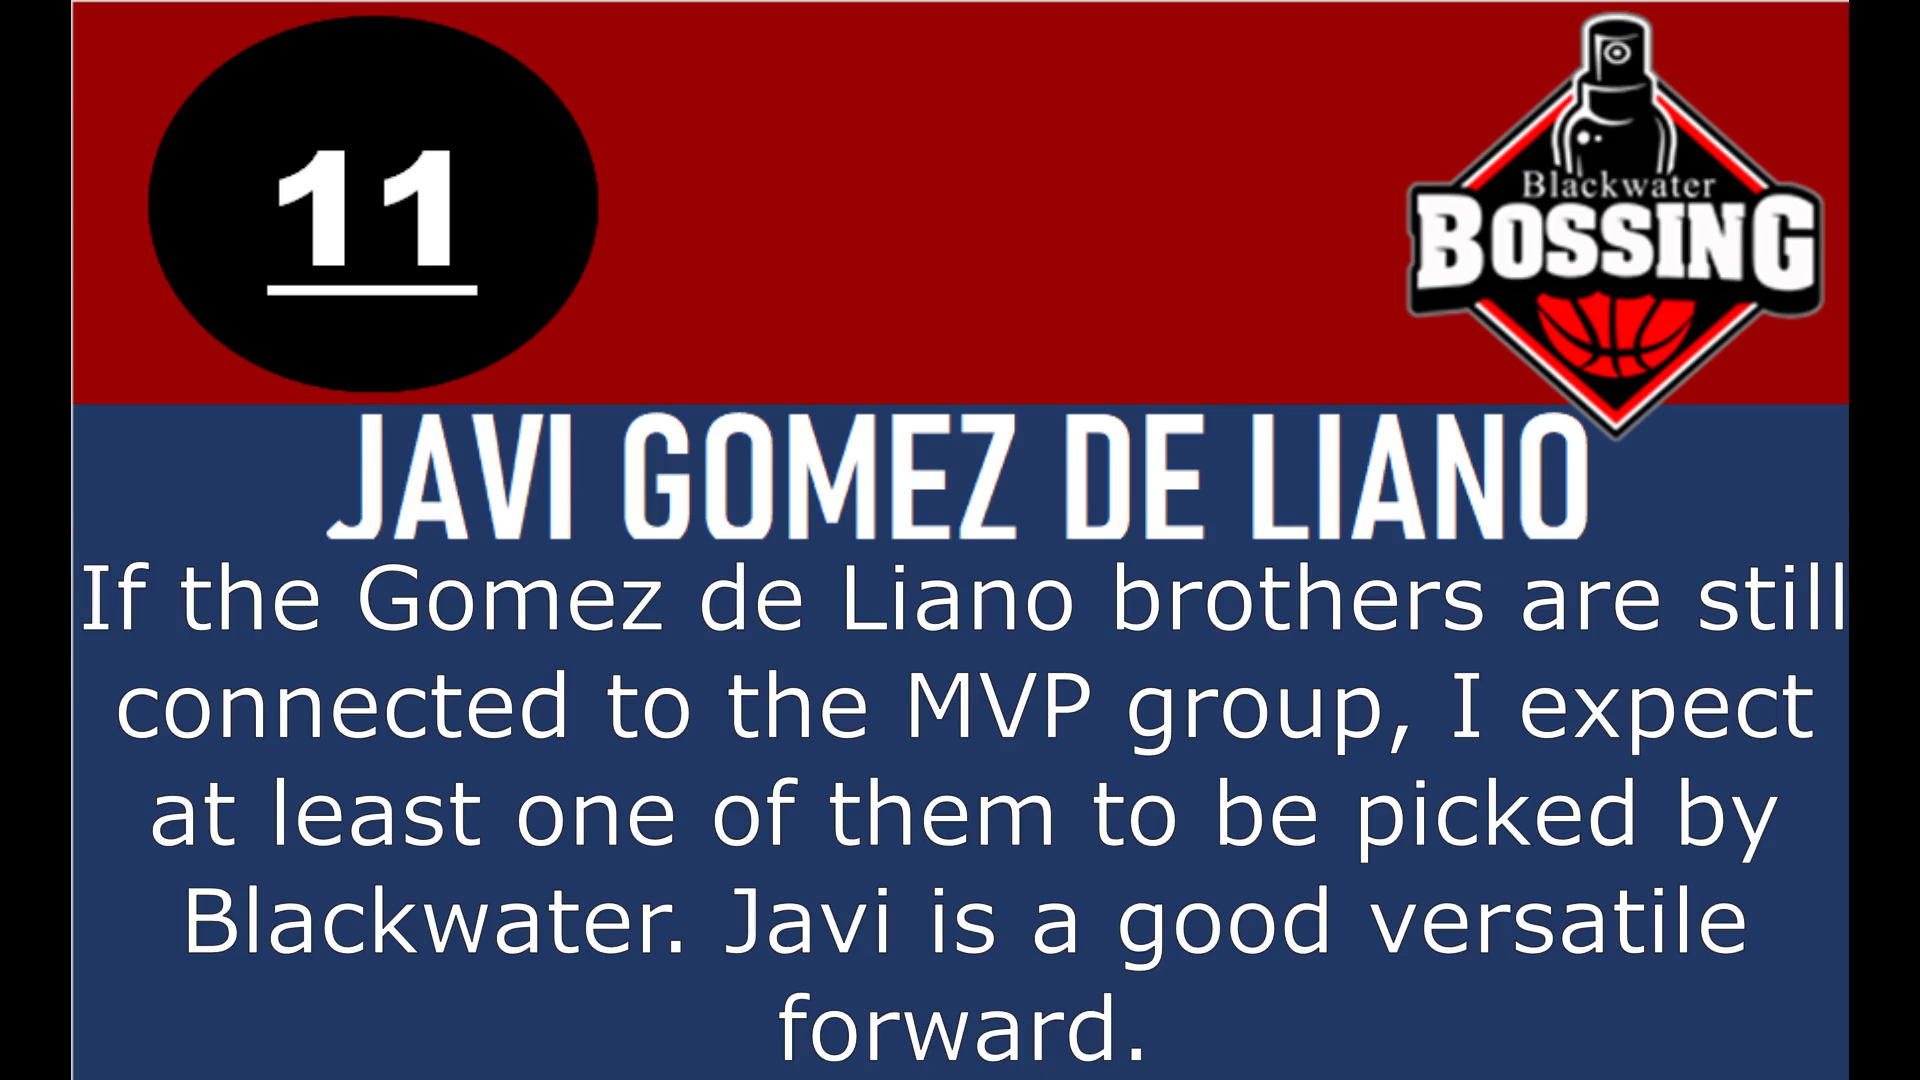 11
Blackwater
BOSSING
JAVI GOMEZ DE LIANO
If the Gomez de Liano brothers are still
connected to the MVP group, I expect
at least one of them to be picked by
Blackwater. Javi is a good versatile
forward.